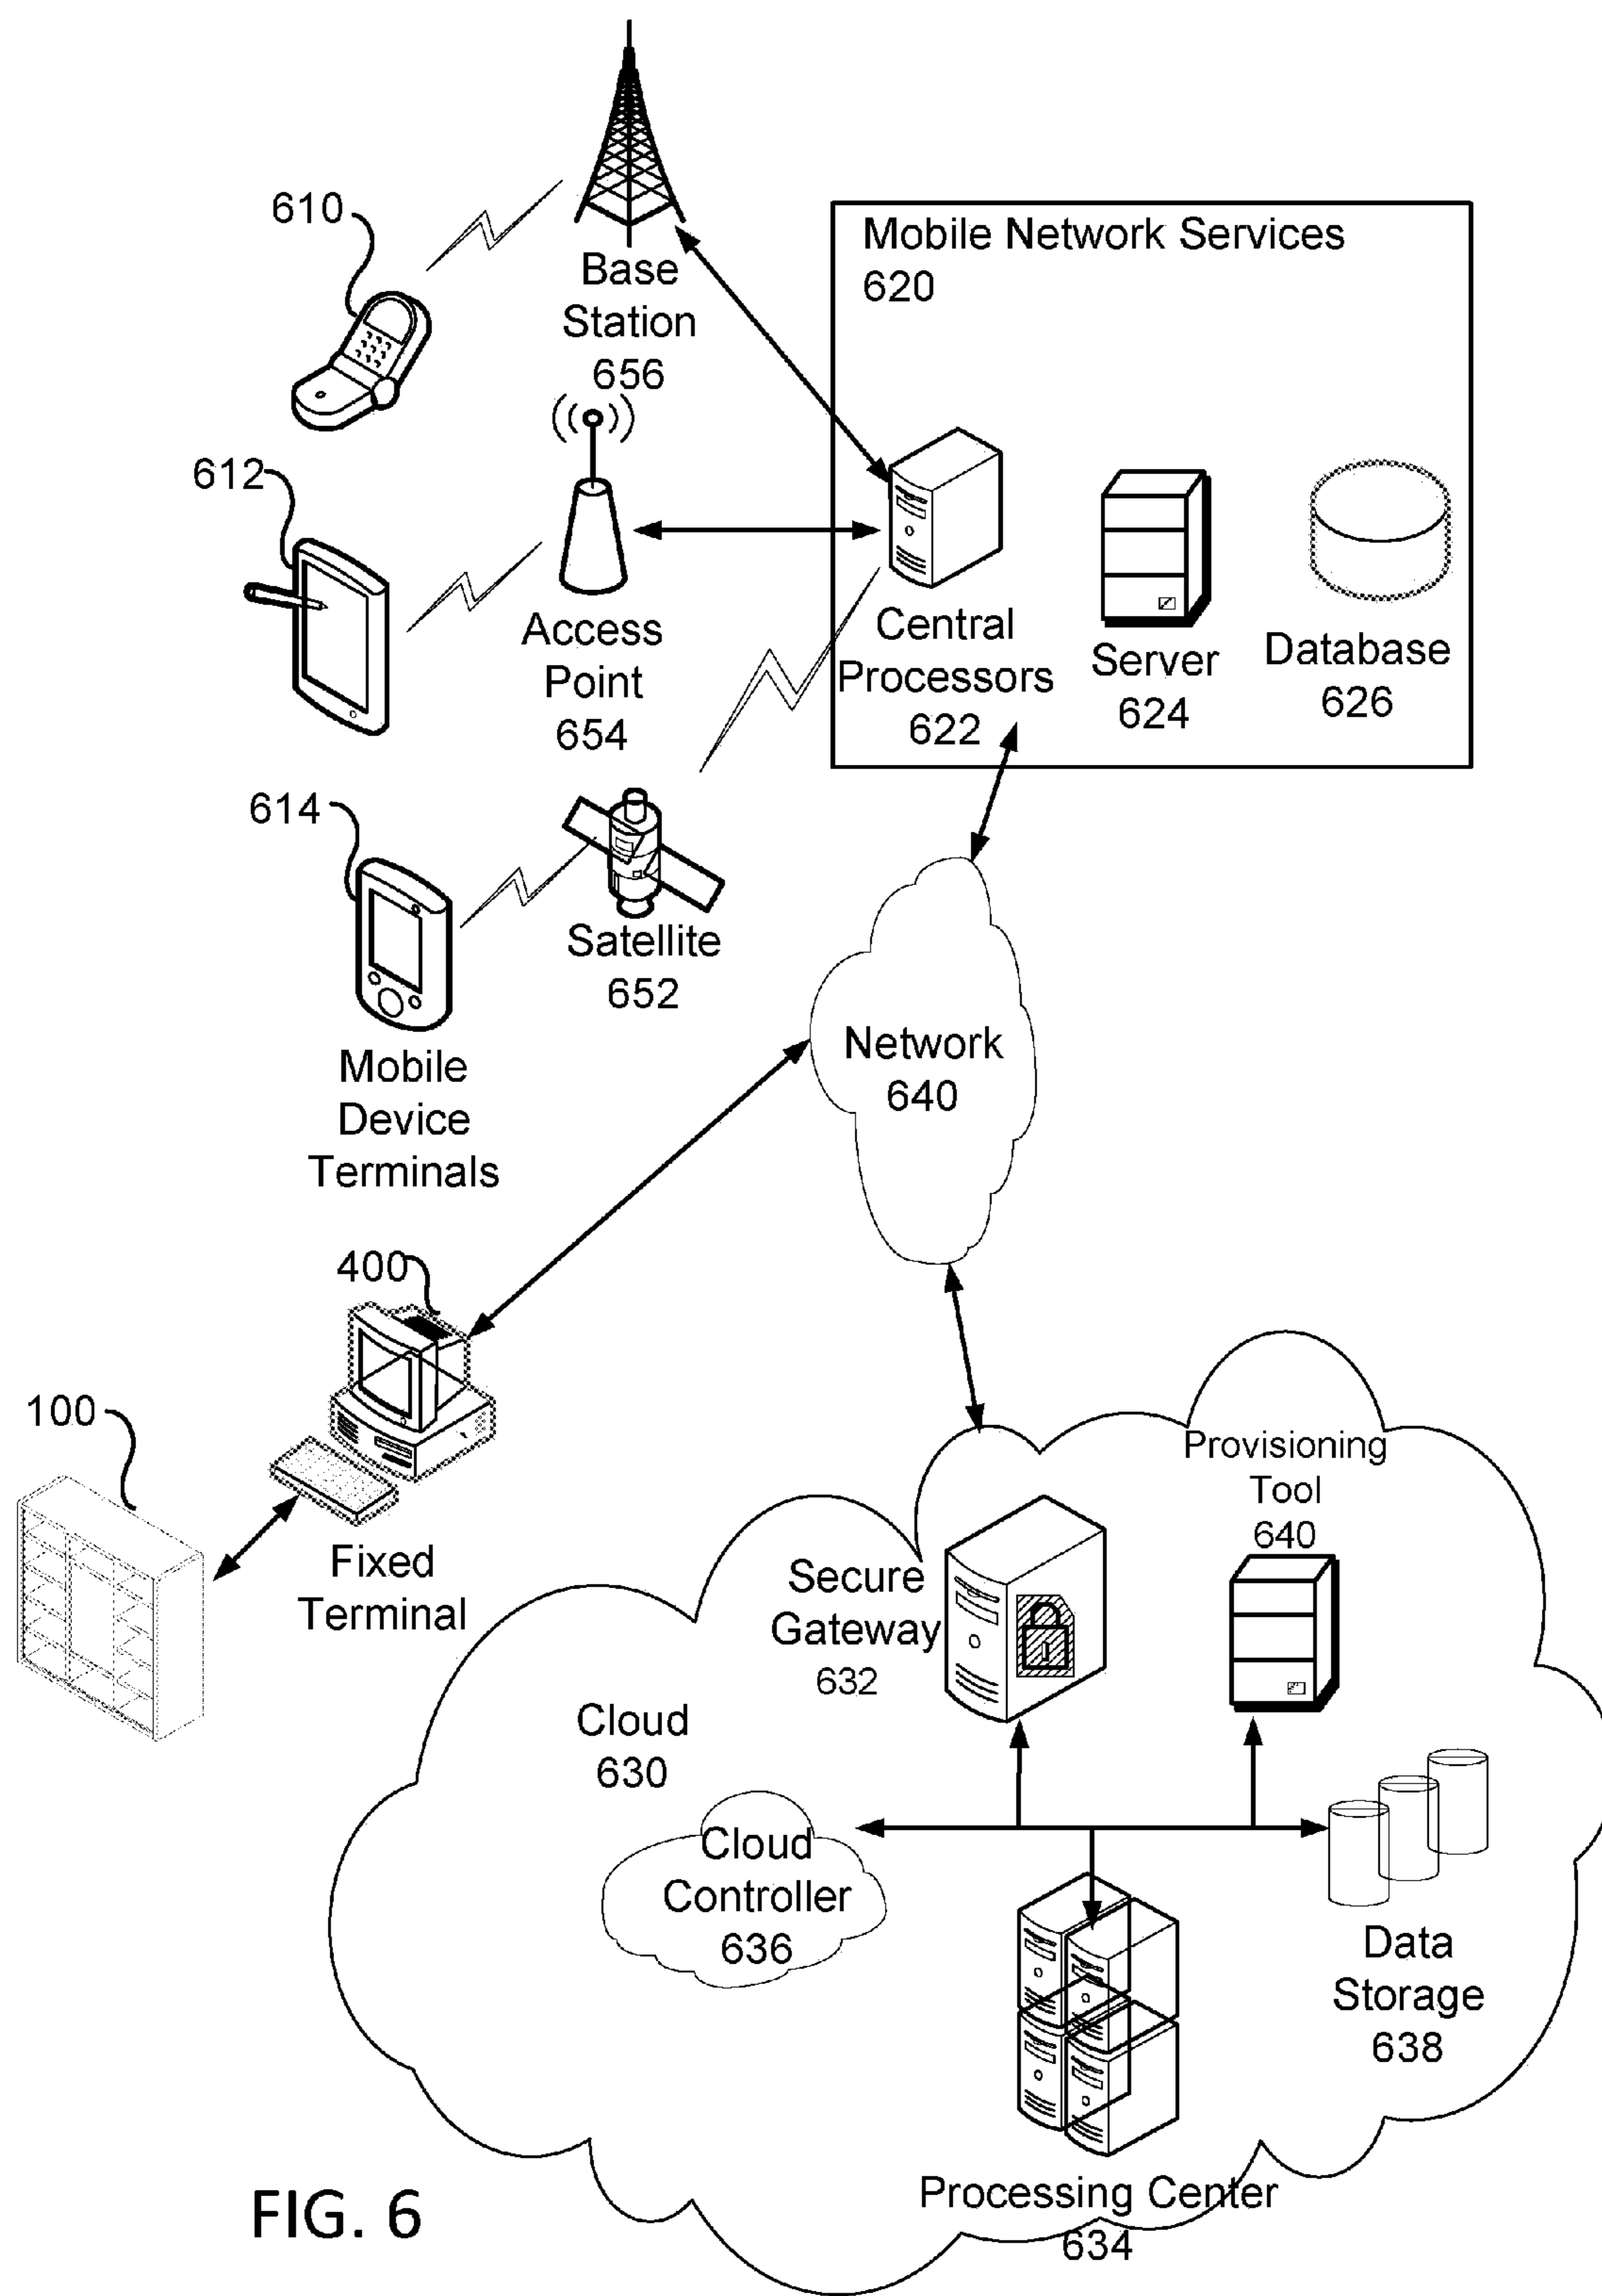 610
Base
Station
656
Mobile Network Services
620
612
Access
Point
654
Central
Processors
622
Server
624
Database
626
614
Satellite
652
Mobile
Device
Terminals
Network
640
400
100
Fixed
Terminal
Provisioning
Tool
640
Secure
Gateway
632
Cloud
630
Cloud
Controller
636
Data
Storage
638
Processing Center
634
FIG. 6